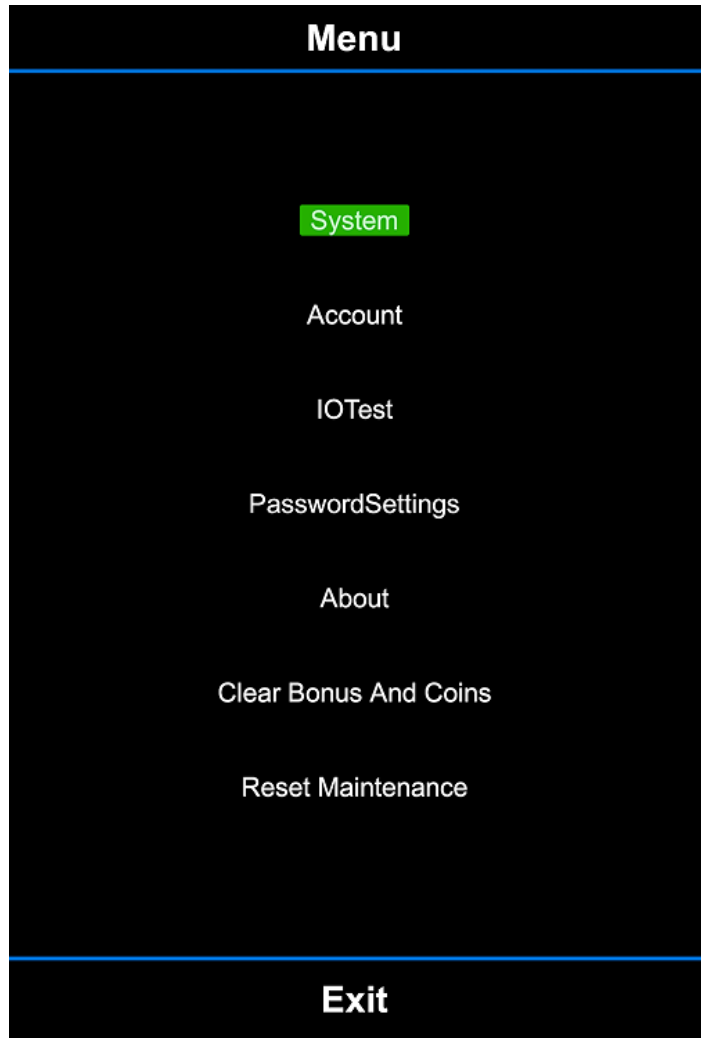 Menu
System
Account
IOTest
PasswordSettings
About
Clear Bonus And Coins
Reset Maintenance
Exit